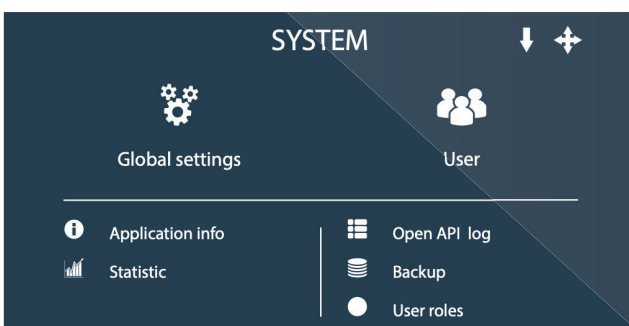 SYSTEM
Global settings
User
Application info
Statistic
Open API log
Backup
User roles